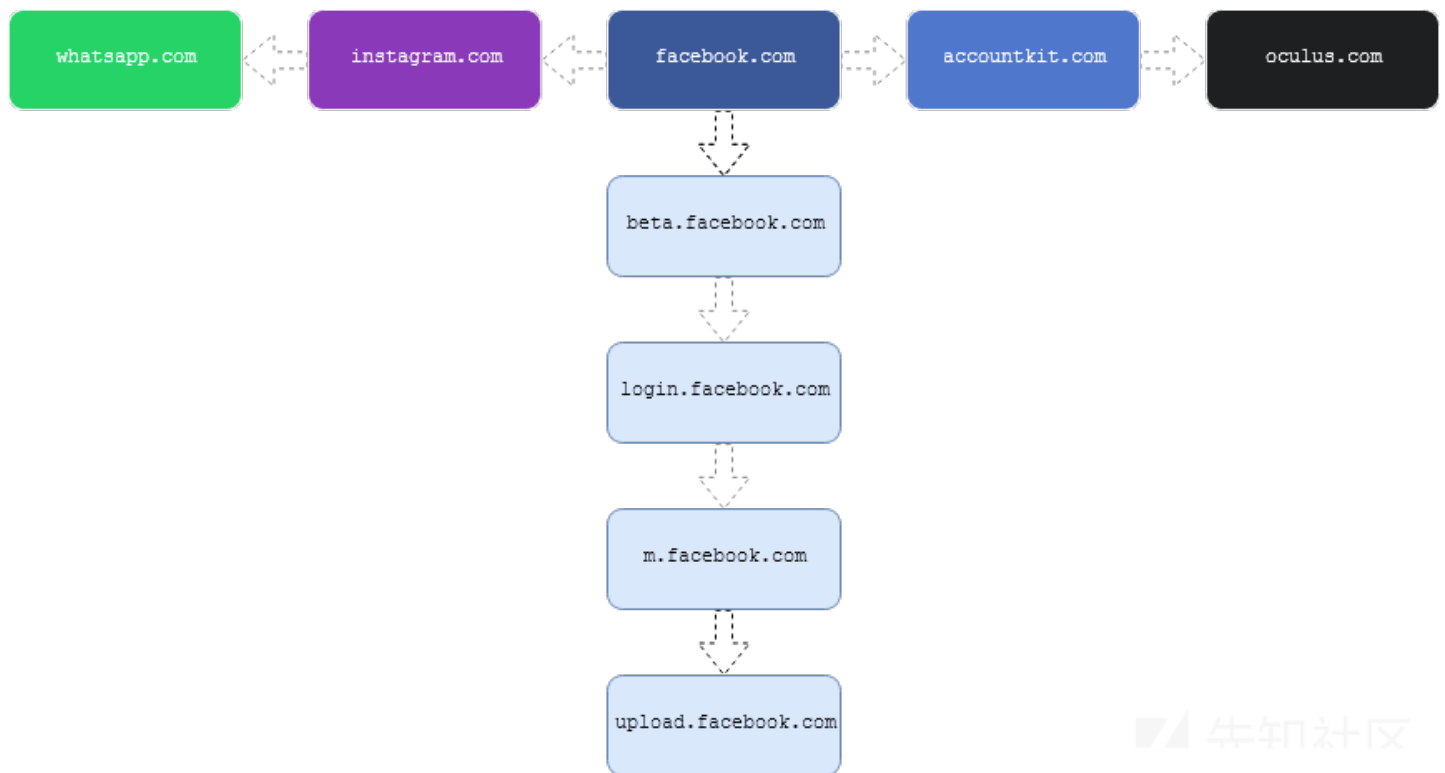 whatsapp.com
instagram.com
facebook.com
accountkit.com
oculus.com
beta.facebook.com
login.facebook.com
m.facebook.com
upload.facebook.com
先知社区